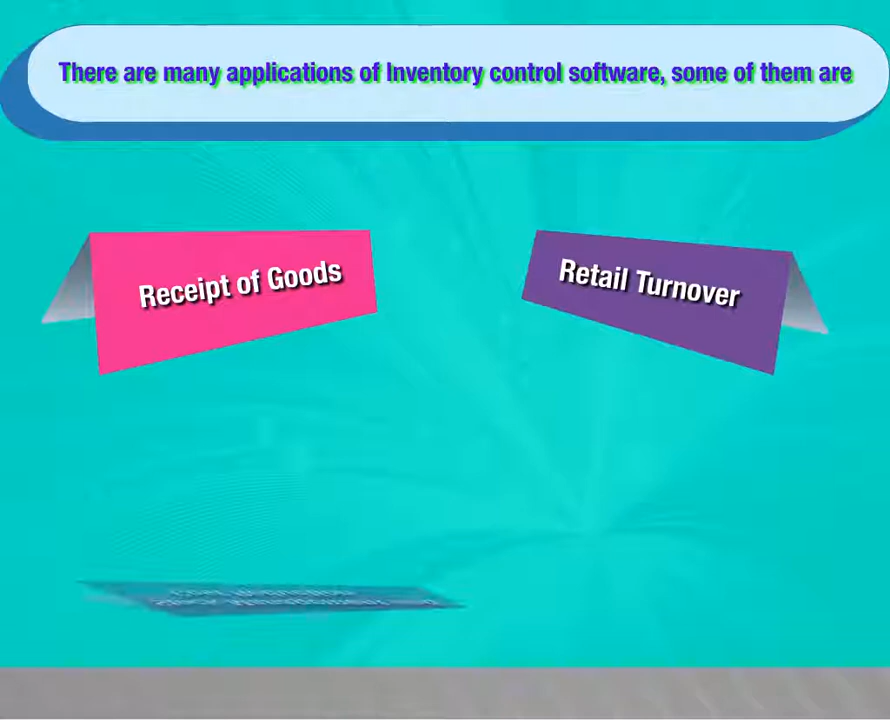 There are many applications of Inventory control software, some of them are
Receipt of Goods
Retail Turnover